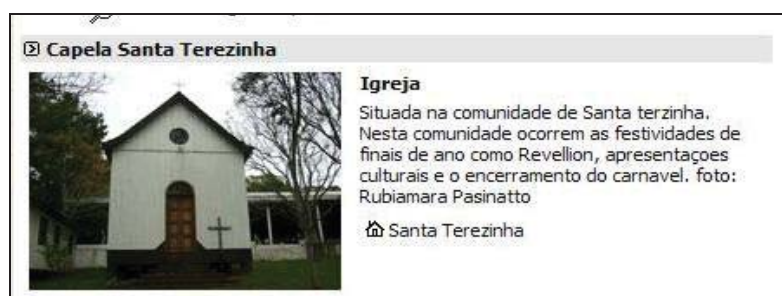 Capela Santa Terezinha
Igreja
Situada na comunidade de Santa terzinha.
Nesta comunidade ocorrem as festividades de
finais de ano como Revellion, apresentaçoes
culturais e o encerramento do carnavel. foto:
Rubiamara Pasinatto
Santa Terezinha